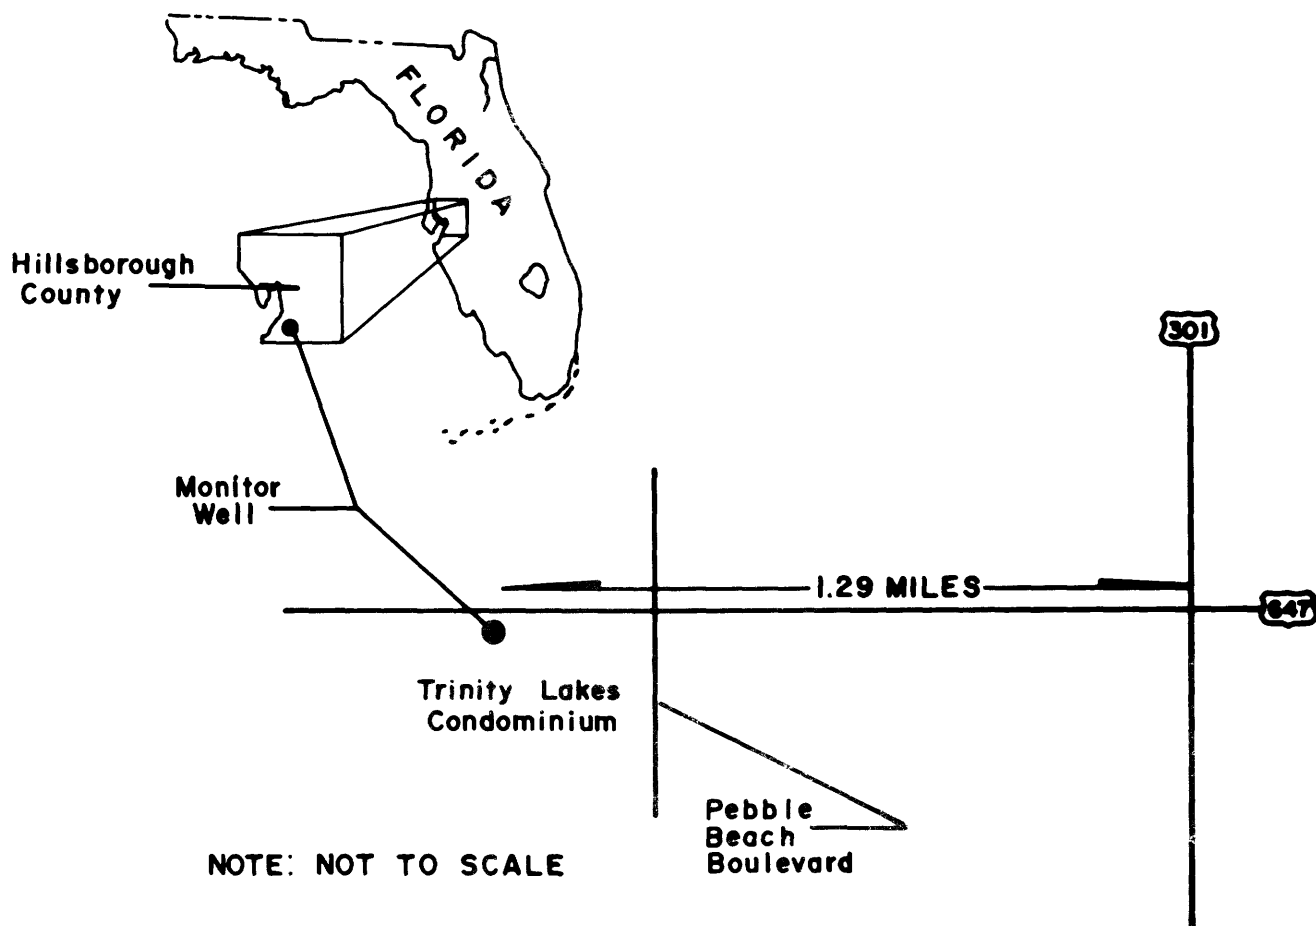 FLORIDA
Hillsborough
County
301
Monitor
Well
1.29 MILES
647
Trinity Lakes
Condominium
Pebble
Beach
Boulevard
NOTE: NOT TO SCALE